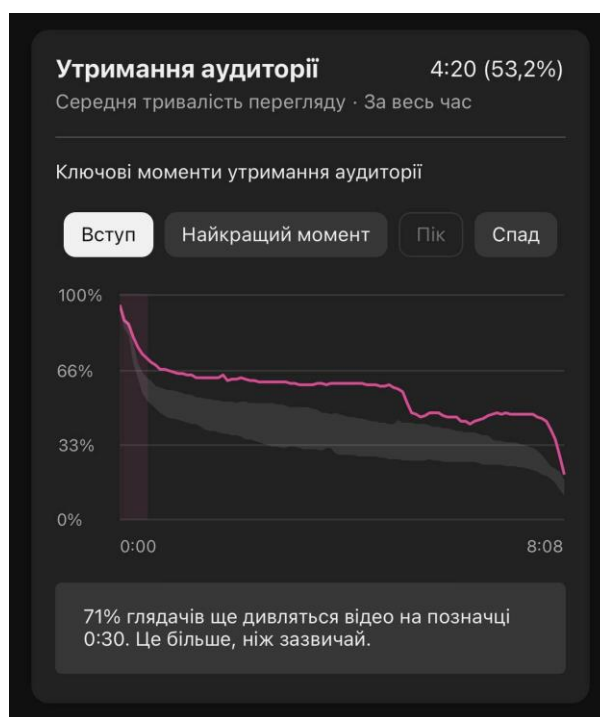 Утримання аудиторії 4:20 (53,2%)
Середня тривалість перегляду · За весь час
Ключові моменти утримання аудиторії
Вступ Найкращий момент Пік Спад
100%
66%
33%
0%
0:00 8:08
71% глядачів ще дивляться відео на позначці
0:30. Це більше, ніж зазвичай.